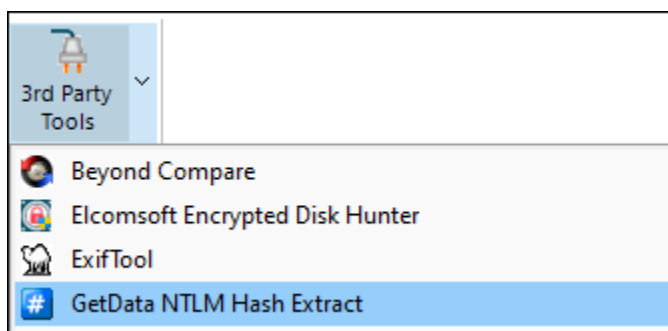 3rd Party
Tools
Beyond Compare
Elcomsoft Encrypted Disk Hunter
ExifTool
# GetData NTLM Hash Extract